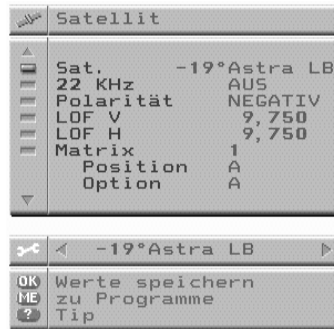 Satellit
Sat. -19°Astra LB
22 KHz AUS
Polarität NEGATIV
LOF V 9,750
LOF H 9,750
Matrix 1
Position A
Option A
-19°Astra LB
OK Werte speichern
ME zu Programme
? Tip